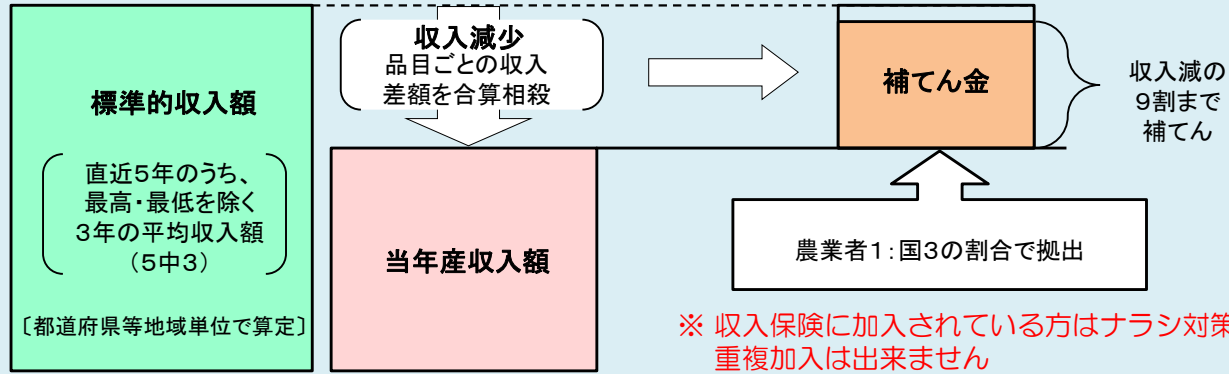 標準的収入額
直近5年のうち、
最高・最低を除く
3年の平均収入額
（5中3）
〔都道府県等地域単位で算定〕
収入減少
品目ごとの収入
差額を合算相殺
当年産収入額
補てん金
収入減の
9割まで
補てん
農業者1：国3の割合で拠出
※ 収入保険に加入されている方はナラシ対策
重複加入は出来ません